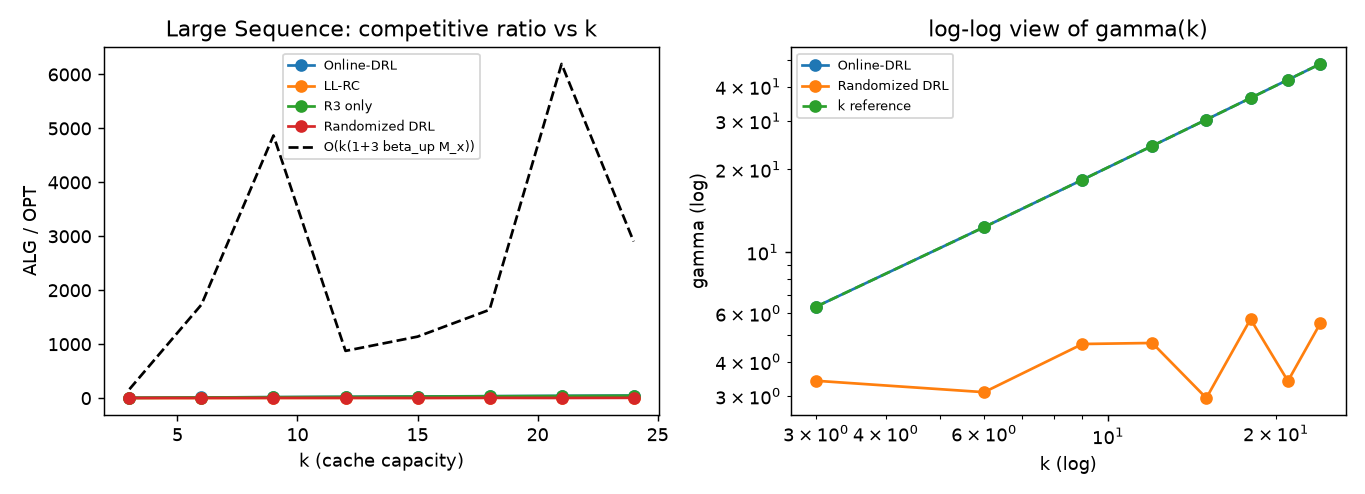 Large Sequence: competitive ratio vs k
ALG / OPT
6000
5000
4000
3000
2000
1000
0
Online-DRL
LL-RC
R3 only
Randomized DRL
O(k(1+3 beta_up M_x))
5
10
15
20
25
k (cache capacity)
log-log view of gamma(k)
gamma (log)
4 × 10⁰
3 × 10⁰
6 × 10⁰
10¹
2 × 10¹
3 × 10¹
4 × 10¹
Online-DRL
Randomized DRL
k reference
3 × 10⁰
4 × 10⁰
6 × 10⁰
10¹
2 × 10¹
k (log)